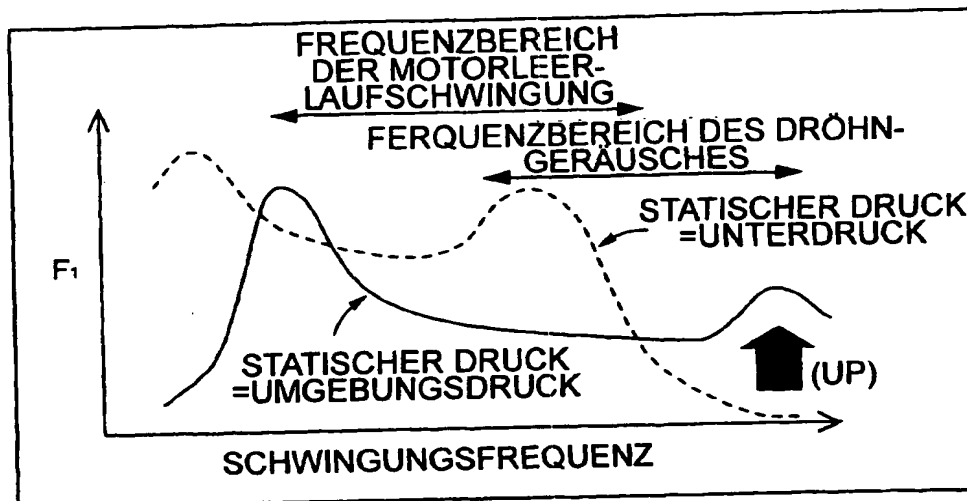 FREQUENZBEREICH
DER MOTORLEER-
LAUFSCHWINGUNG
FERQUENZBEREICH DES DRÖHN-
GERÄUSCHES
STATISCHER DRUCK
=UNTERDRUCK
F1
STATISCHER DRUCK
=UMGEBUNGSDRUCK
(UP)
SCHWINGUNGSFREQUENZ